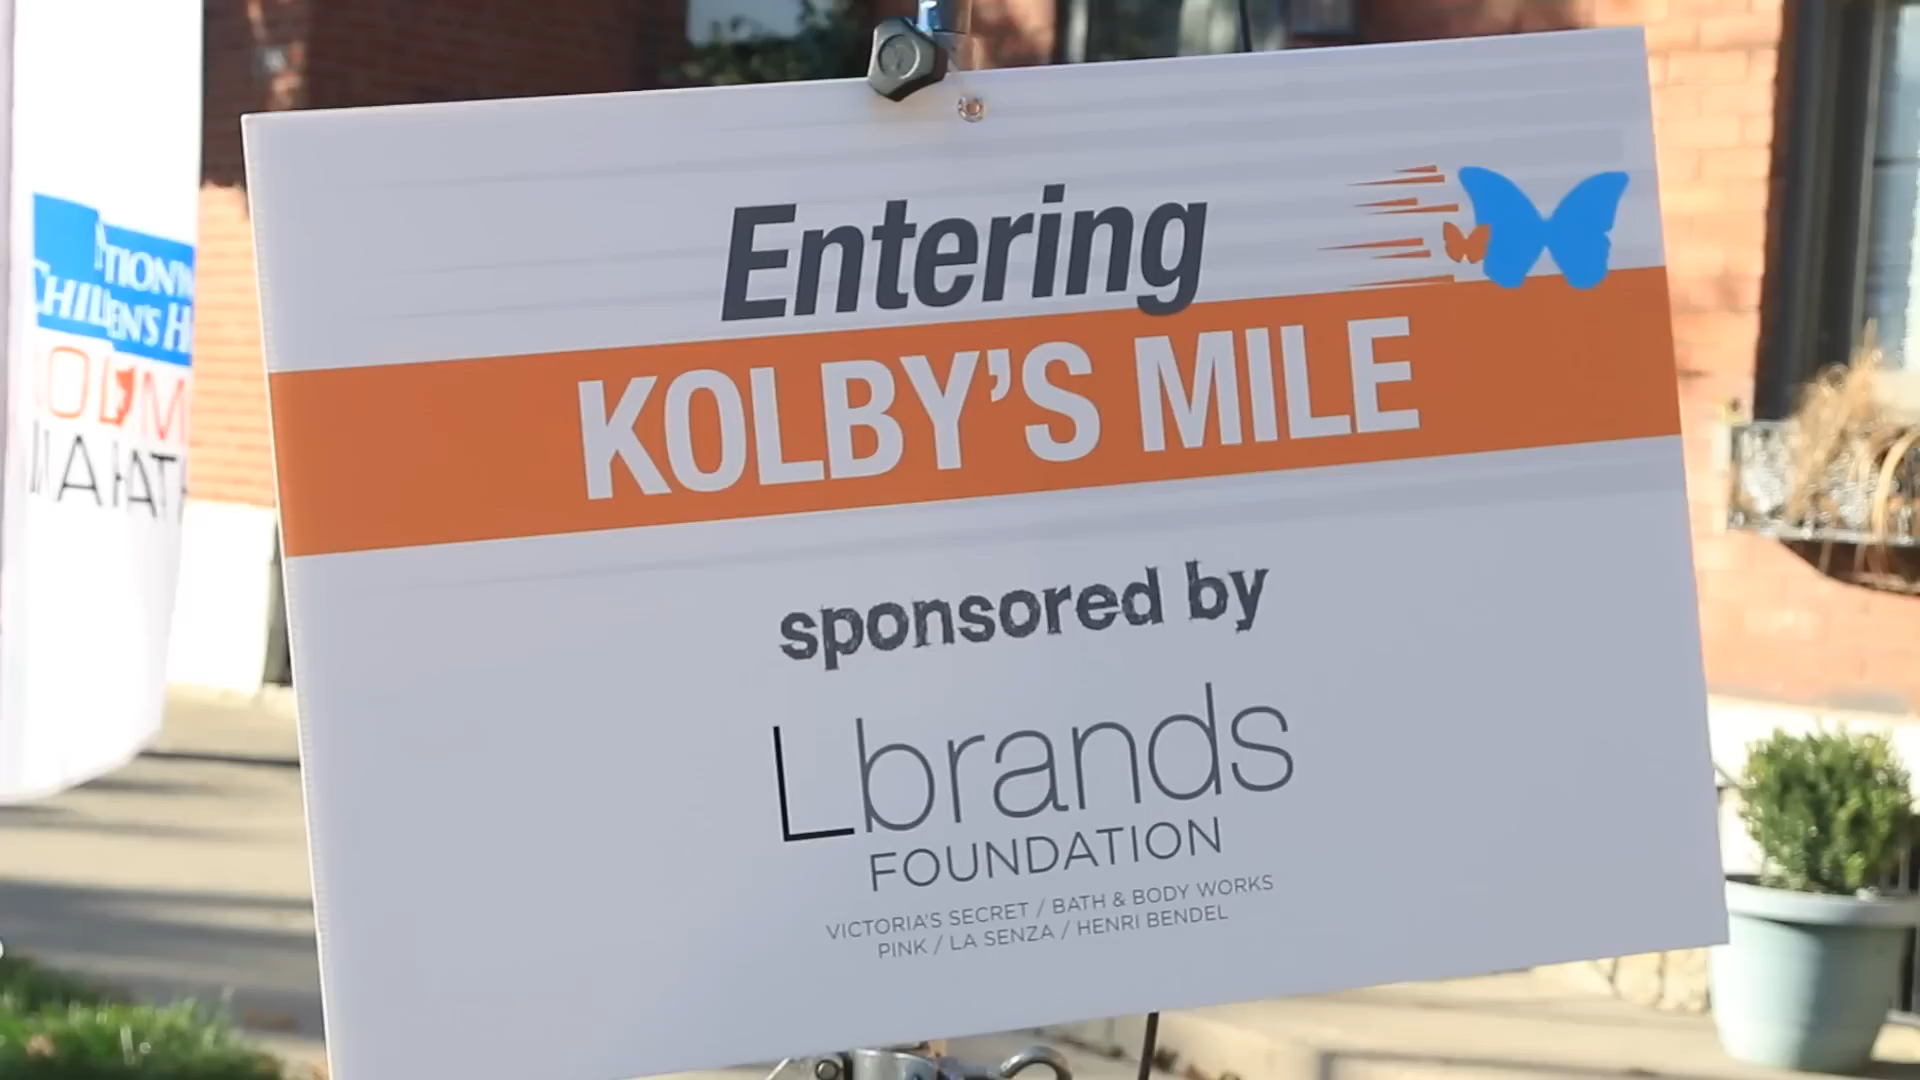 Entering
KOLBY'S MILE
sponsored by
Lbrands
FOUNDATION
VICTORIA'S SECRET / BATH & BODY WORKS
PINK / LA SENZA / HENRI BENDEL